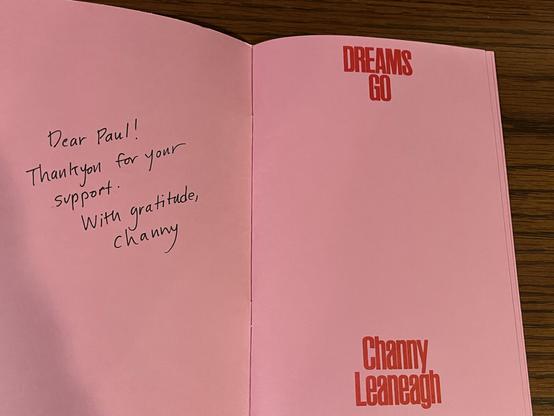 Dear Paul!
Thankyou for your
support.
With gratitude,
Channy
DREAMS
GO
Channy
Leaneagh